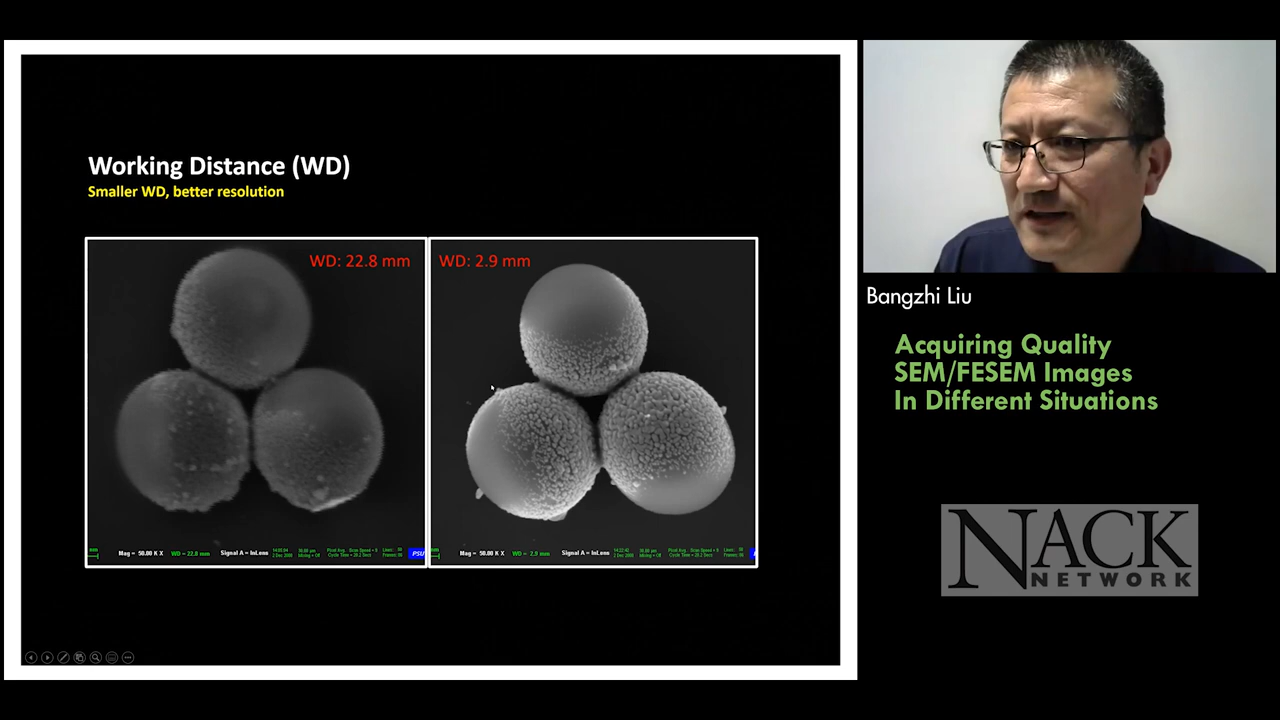 Working Distance (WD)
Smaller WD, better resolution
WD: 22.8 mm
WD: 2.9 mm
Mag = 50.00 K X
WD = 22.8 mm
Signal A = InLens
PSU
Mag = 50.00 K X
WD = 2.9 mm
Signal A = InLens
Bangzhi Liu
Acquiring Quality
SEM/FESEM Images
In Different Situations
NACK
NETWORK